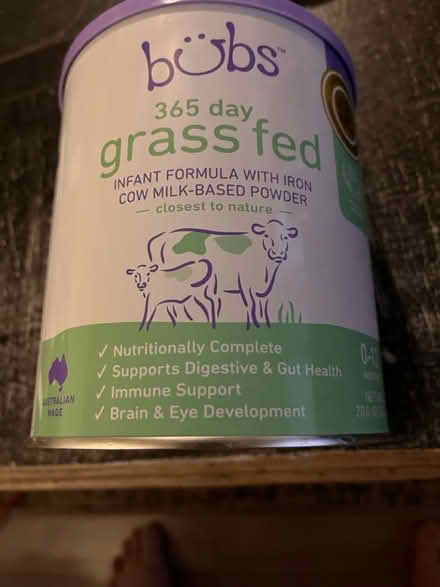 bubs™
365 day
grass fed
INFANT FORMULA WITH IRON
COW MILK-BASED POWDER
closest to nature
✓ Nutritionally Complete
✓ Supports Digestive & Gut Health
✓ Immune Support
✓ Brain & Eye Development
AUSTRALIAN
MADE